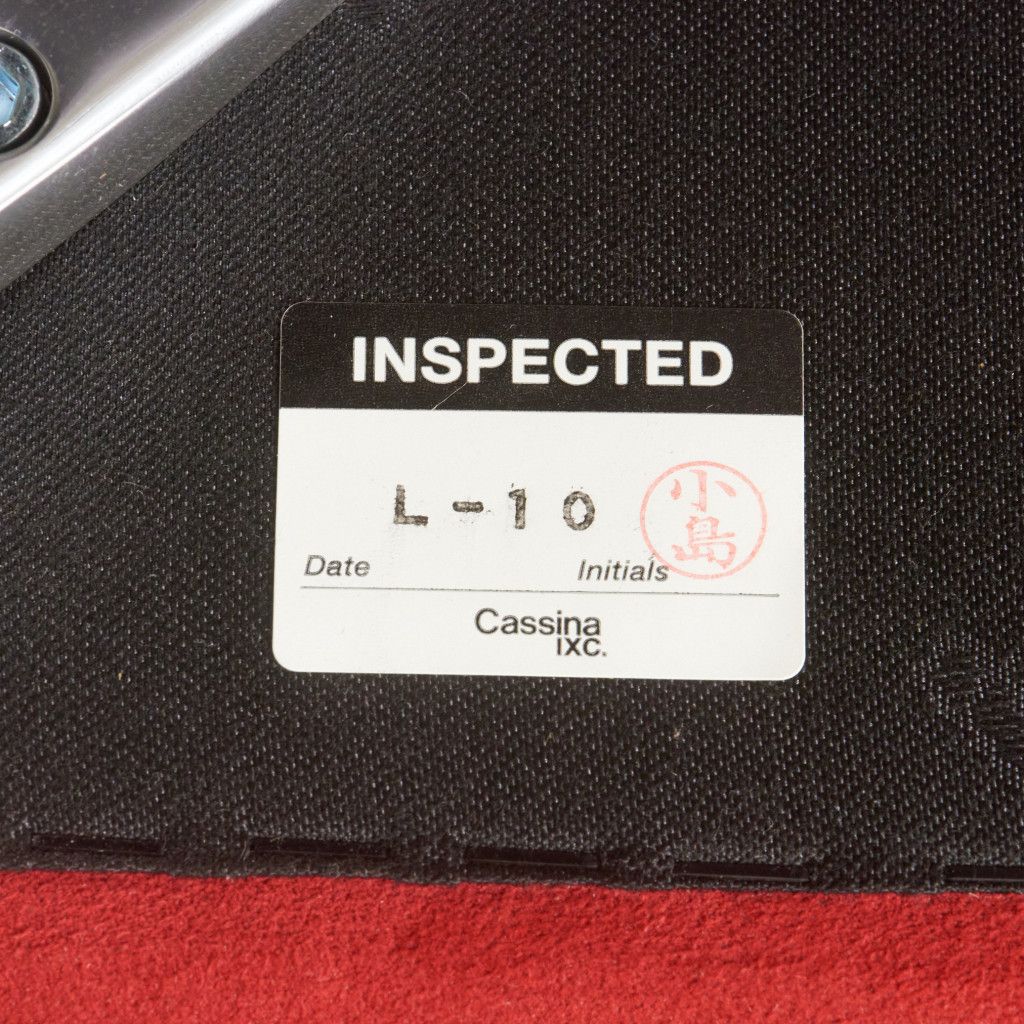 INSPECTED
L-10
小島
Date
Initials
Cassina
IXC.